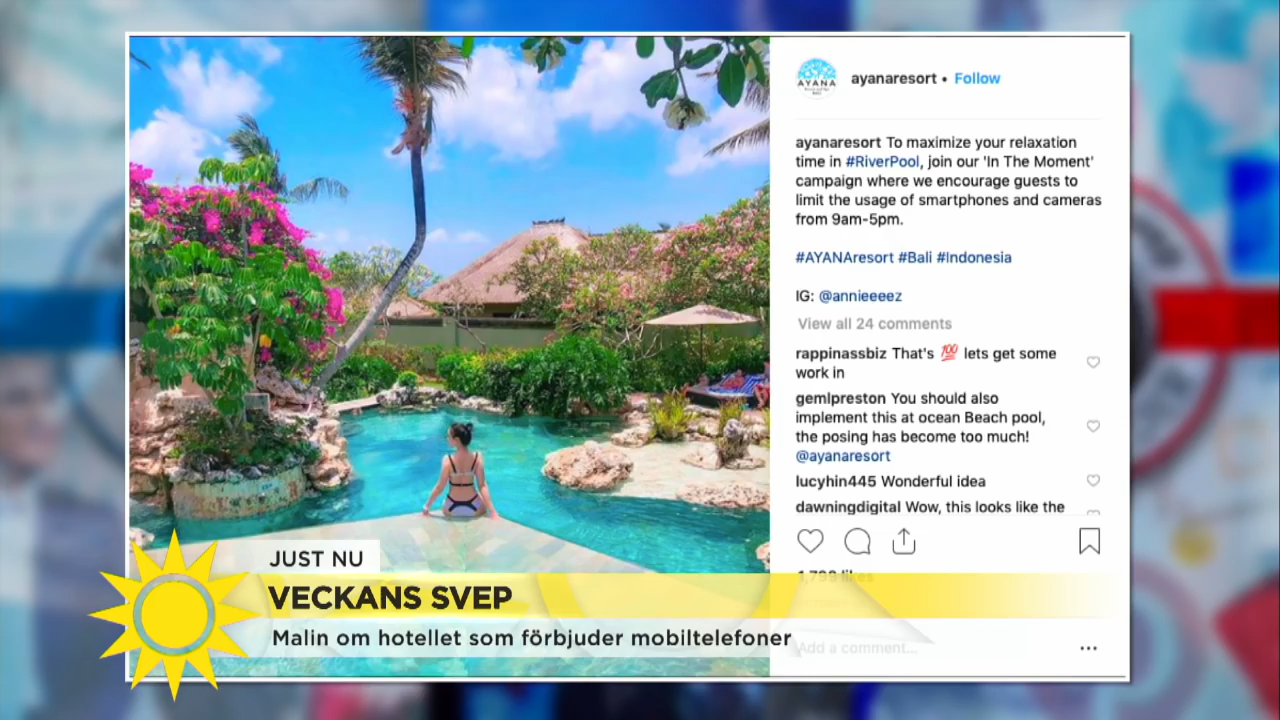 AYANA
ayanaresort • Follow
ayanaresort To maximize your relaxation
time in #RiverPool, join our 'In The Moment'
campaign where we encourage guests to
limit the usage of smartphones and cameras
from 9am-5pm.
#AYANAresort #Bali #Indonesia
IG: @annieeeez
View all 24 comments
rappinassbiz That's 💯 lets get some
work in
gemlpreston You should also
implement this at ocean Beach pool,
the posing has become too much!
@ayanaresort
lucyhin445 Wonderful idea
dawningdigital Wow, this looks like the
1,799 likes
Add a comment...
JUST NU
VECKANS SVEP
Malin om hotellet som förbjuder mobiltelefoner